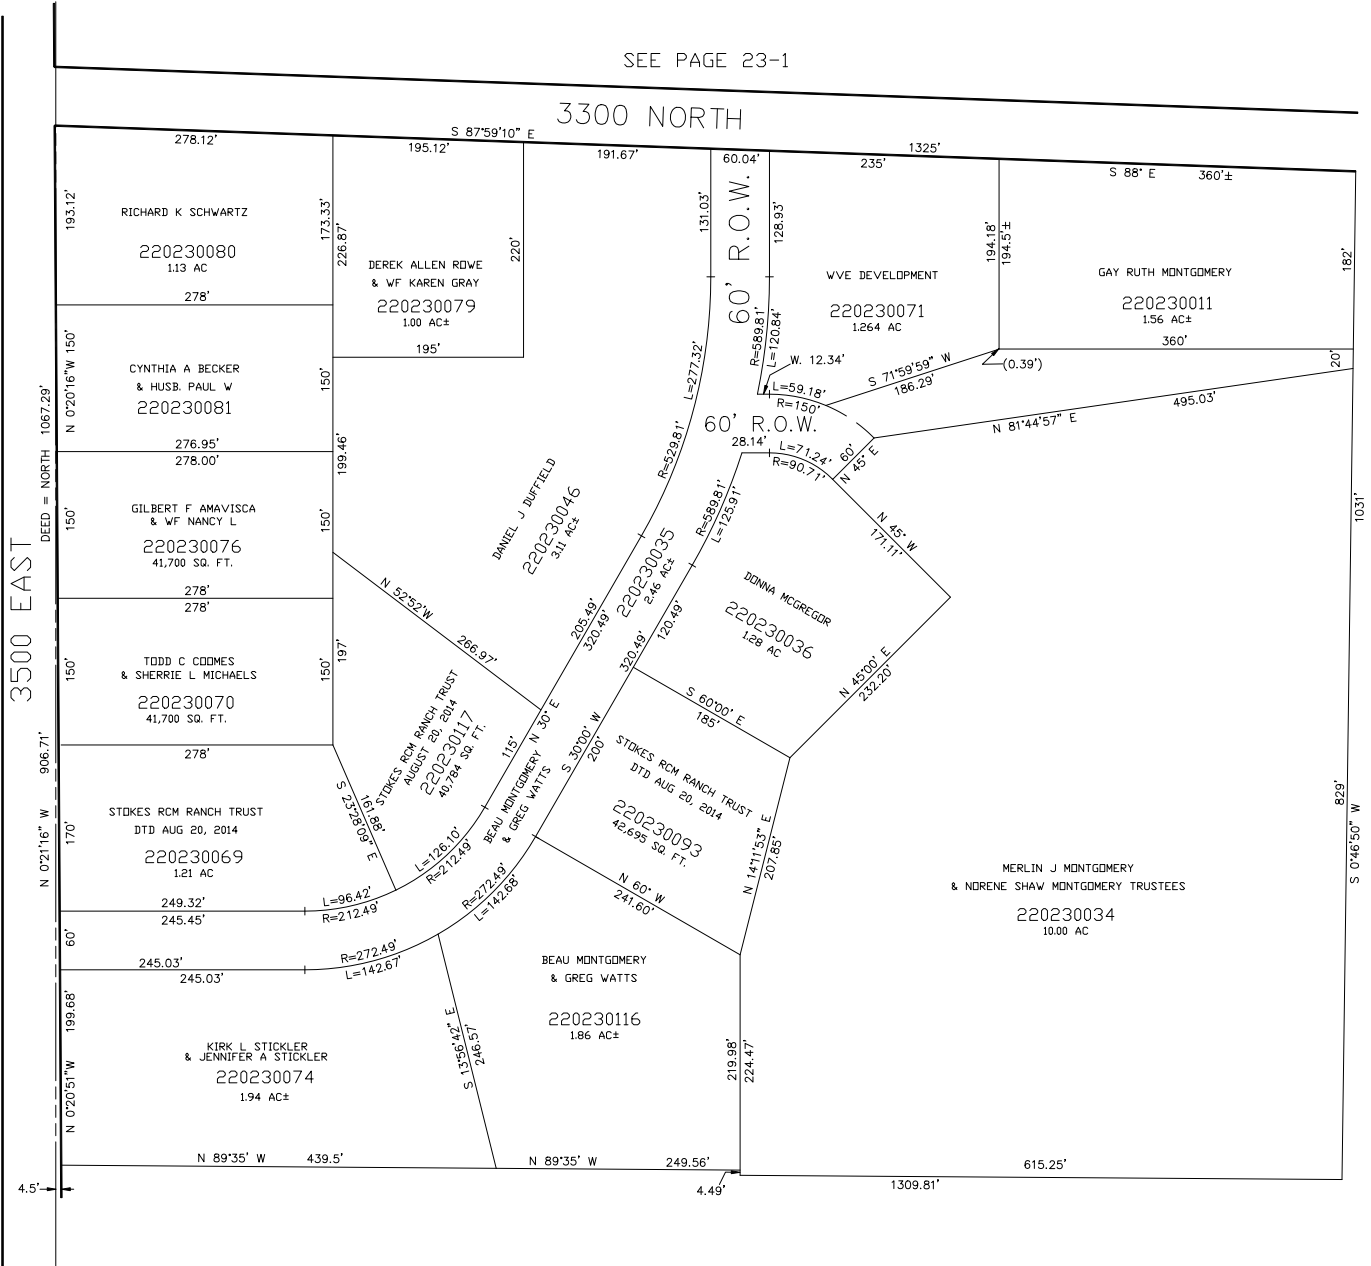 SEE PAGE 23-1
3300 NORTH
S 87°59'10" E
278.12'
195.12'
191.67'
60.04'
1325'
235'
S 88° E 360'±
193.12'
RICHARD K SCHWARTZ
220230080
1.13 AC
278'
173.33'
226.87'
DEREK ALLEN ROWE
& WF KAREN GRAY
220230079
1.00 AC±
195'
220'
131.03'
60' R.O.W.
128.93'
WVE DEVELOPMENT
220230071
1.264 AC
194.18'
194.5'±
GAY RUTH MONTGOMERY
220230011
1.56 AC±
360'
182'
20'
(0.39')
R=589.81'
L=120.84'
W. 12.34'
L=59.18'
R=150'
S 71°59'59" W
186.29'
N 81°44'57" E
495.03'
60' R.O.W.
28.14'
L=71.24'
R=90.71'
60'
N 45° E
L=277.32'
R=529.81'
N 0°20'16"W 150'
DEED = NORTH 1067.29'
CYNTHIA A BECKER
& HUSB. PAUL W
220230081
276.95'
278.00'
150'
199.46'
150'
GILBERT F AMAVISCA
& WF NANCY L
220230076
41,700 SQ. FT.
278'
278'
150'
DANIEL J DUFFIELD
220230046
3.11 AC±
220230035
2.46 AC±
R=589.81'
L=125.91'
N 45° W
171.11'
1031'
3500 EAST
150'
TODD C COOMES
& SHERRIE L MICHAELS
220230070
41,700 SQ. FT.
278'
150'
197'
N 52°52'W
266.97'
205.49'
320.49'
320.49'
120.49'
DONNA MCGREGOR
220230036
1.28 AC
N 45°00' E
232.20'
S 60°00' E
185'
STOKES RCM RANCH TRUST
AUGUST 20, 2014
220230117
40,784 SQ. FT.
115'
N 30° E
S 30°00' W
200'
BEAU MONTGOMERY
& GREG WATTS
STOKES RCM RANCH TRUST
DTD AUG 20, 2014
220230093
42,695 SQ. FT.
N 14°11'53" E
207.85'
N 60° W
241.60'
N 0°21'16" W 906.71'
170'
STOKES RCM RANCH TRUST
DTD AUG 20, 2014
220230069
1.21 AC
S 23°28'09" E
161.88'
249.32'
245.45'
L=96.42'
R=212.49'
L=126.10'
R=212.49'
R=272.49'
L=142.68'
60'
245.03'
245.03'
R=272.49'
L=142.67'
829'
S 0°46'50" W
MERLIN J MONTGOMERY
& NORENE SHAW MONTGOMERY TRUSTEES
220230034
10.00 AC
BEAU MONTGOMERY
& GREG WATTS
220230116
1.86 AC±
199.68'
N 0°20'51"W
KIRK L STICKLER
& JENNIFER A STICKLER
220230074
1.94 AC±
S 13°56'42" E
246.57'
219.98'
224.47'
N 89°35' W 439.5'
N 89°35' W 249.56'
615.25'
4.5'
4.49'
1309.81'